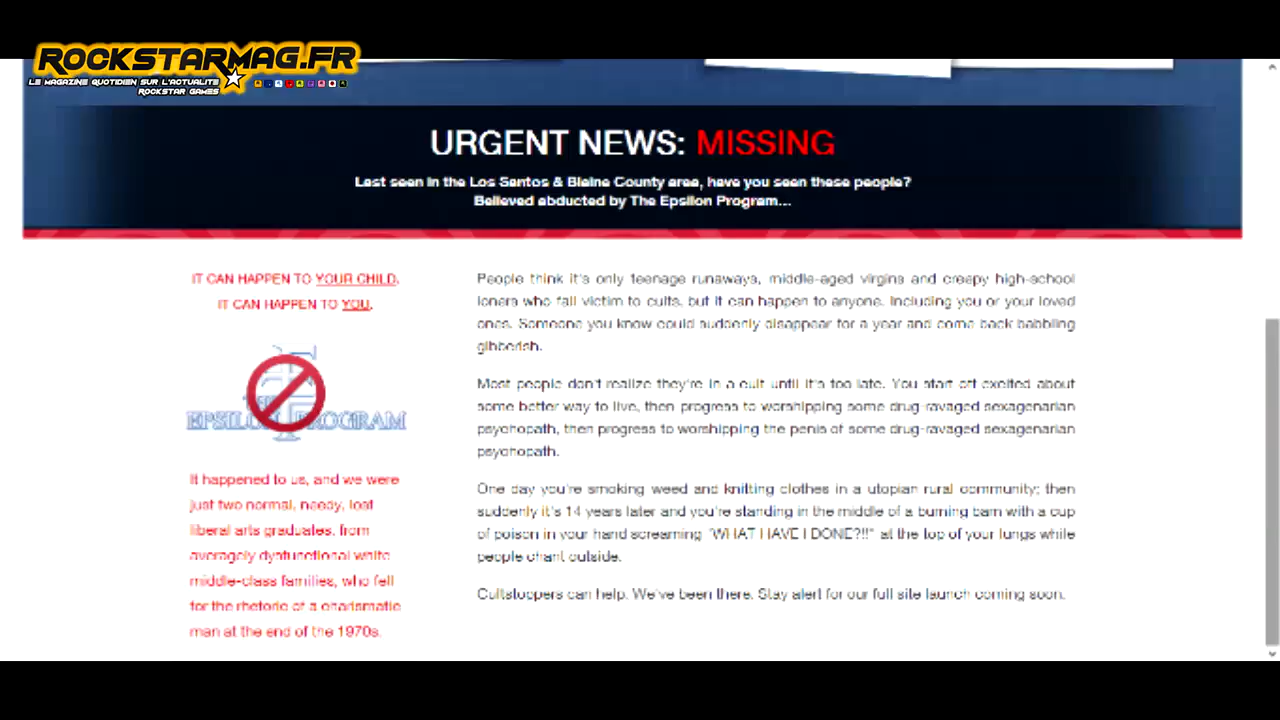 ROCKSTARMAG.FR
LE MAGAZINE QUOTIDIEN SUR L'ACTUALITE
ROCKSTAR GAMES
URGENT NEWS: MISSING
Last seen in the Los Santos & Blaine County area, have you seen these people?
Believed abducted by The Epsilon Program...
IT CAN HAPPEN TO YOUR CHILD.
IT CAN HAPPEN TO YOU.
THE
EPSILON PROGRAM
It happened to us, and we were
just two normal, needy, lost
liberal arts graduates, from
averagely dysfunctional white
middle-class families, who fell
for the rhetoric of a charismatic
man at the end of the 1970s.
People think it's only teenage runaways, middle-aged virgins and creepy high-school
loners who fall victim to cults, but it can happen to anyone. Including you or your loved
ones. Someone you know could suddenly disappear for a year and come back babbling
gibberish.
Most people don't realize they're in a cult until it's too late. You start off excited about
some better way to live, then progress to worshipping some drug-ravaged sexagenarian
psychopath, then progress to worshipping the penis of some drug-ravaged sexagenarian
psychopath.
One day you're smoking weed and knitting clothes in a utopian rural community; then
suddenly it's 14 years later and you're standing in the middle of a burning barn with a cup
of poison in your hand screaming "WHAT HAVE I DONE?!!" at the top of your lungs while
people chant outside.
Cultstoppers can help. We've been there. Stay alert for our full site launch coming soon.